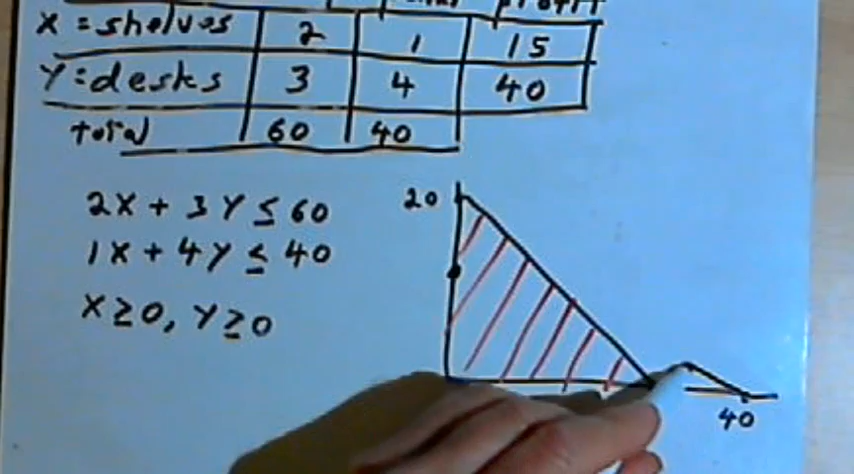 X = shelves 2 1 15
Y = desks 3 4 40
total 60 40
2X + 3Y ≤ 60
1X + 4Y ≤ 40
X ≥ 0, Y ≥ 0
20
40